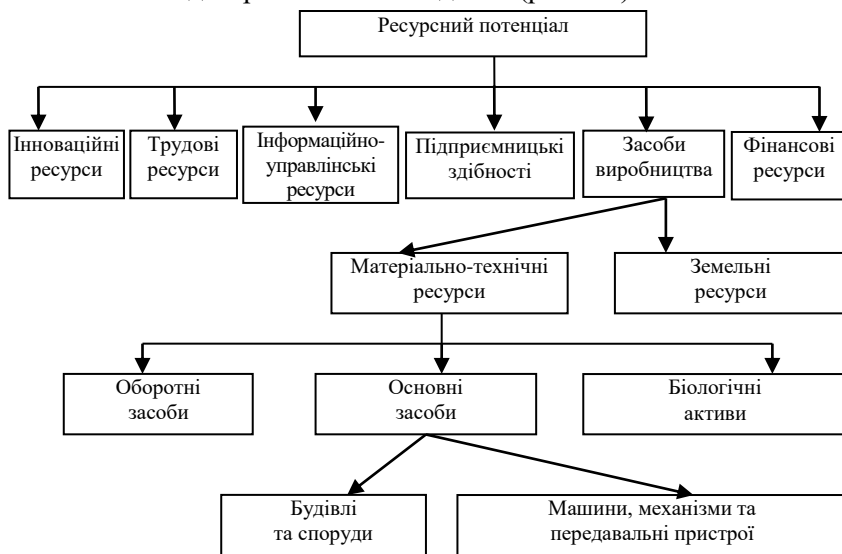 Ресурсний потенціал
Інноваційні
ресурси
Трудові
ресурси
Інформаційно-
управлінські
ресурси
Підприємницькі
здібності
Засоби
виробництва
Фінансові
ресурси
Матеріально-технічні
ресурси
Земельні
ресурси
Оборотні
засоби
Основні
засоби
Біологічні
активи
Будівлі
та споруди
Машини, механізми та
передавальні пристрої